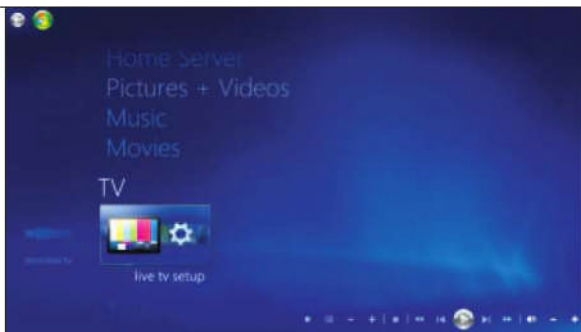 Home Server
Pictures + Videos
Music
Movies
TV
live tv setup